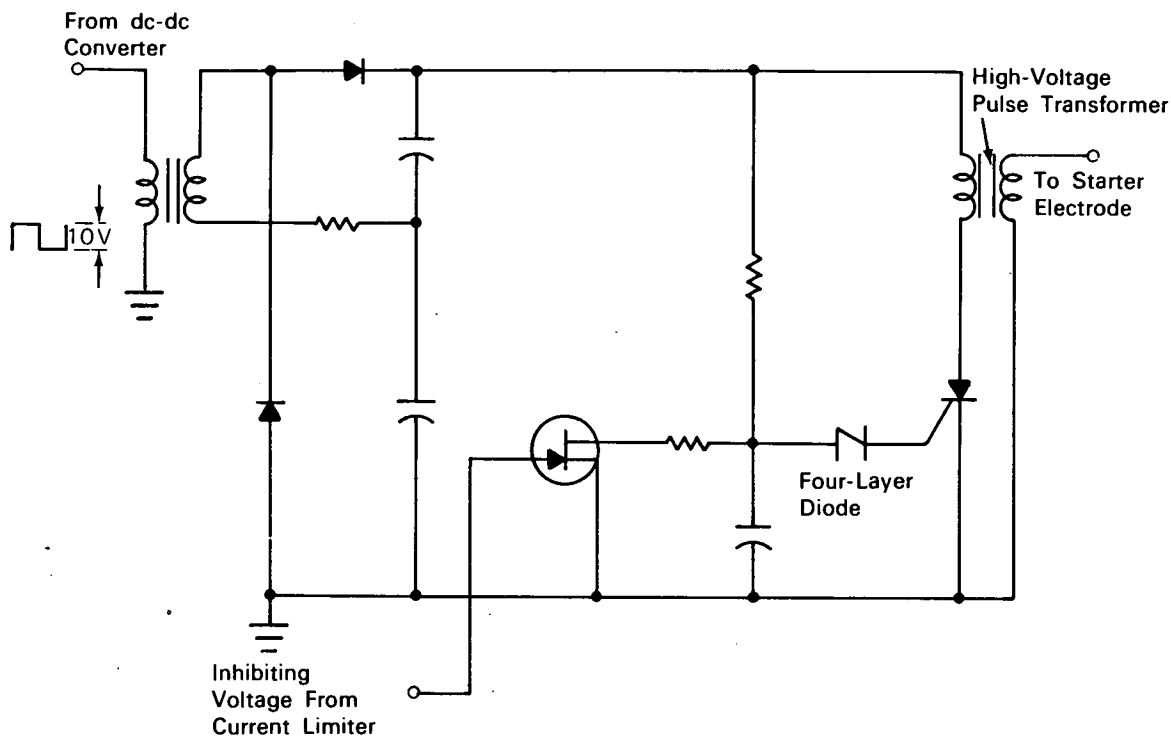 From dc-dc
Converter
High-Voltage
Pulse Transformer
To Starter
Electrode
10V
Four-Layer
Diode
Inhibiting
Voltage From
Current Limiter